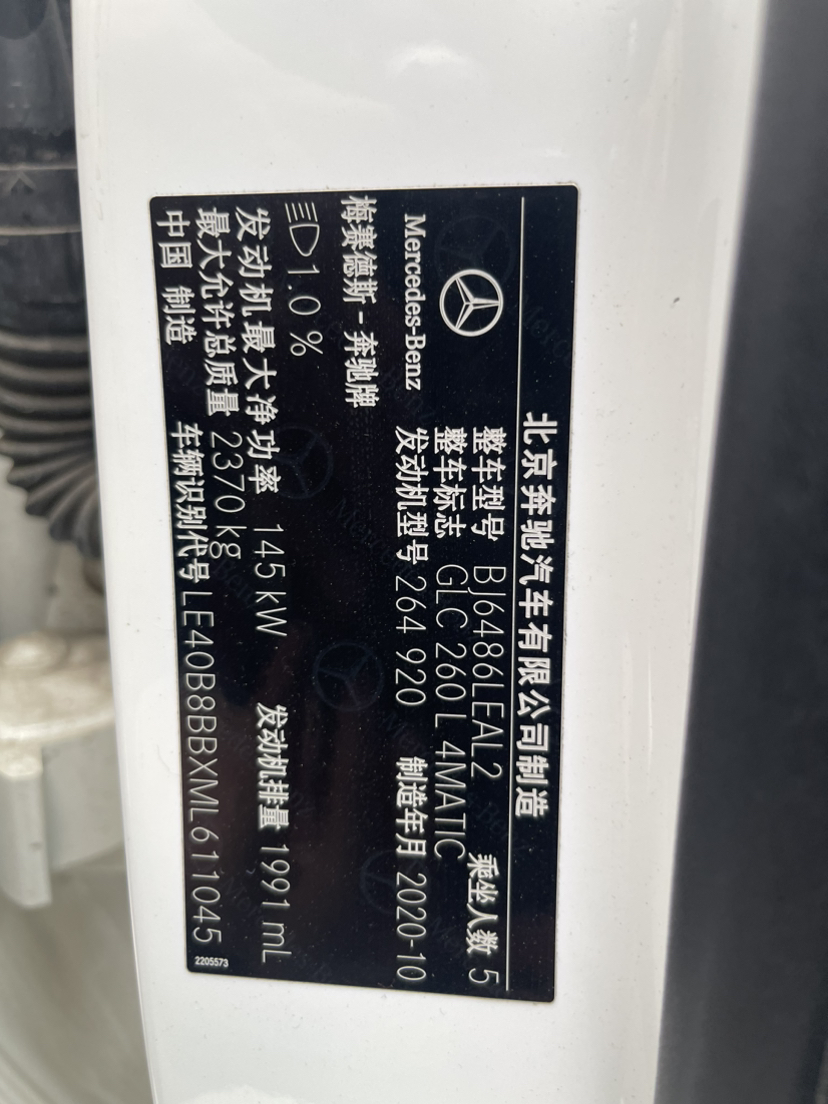 北京奔驰汽车有限公司制造
Mercedes-Benz
整车型号 BJ6486LEAL2 乘坐人数 5
整车标志 GLC 260 L 4MATIC
发动机型号 264 920 制造年月 2020-10
梅赛德斯-奔驰牌
1.0 %
发动机最大净功率 145 kW 发动机排量 1991 mL
最大允许总质量 2370 kg
中国 制造 车辆识别代号 LE40B8BBXML611045
2205573